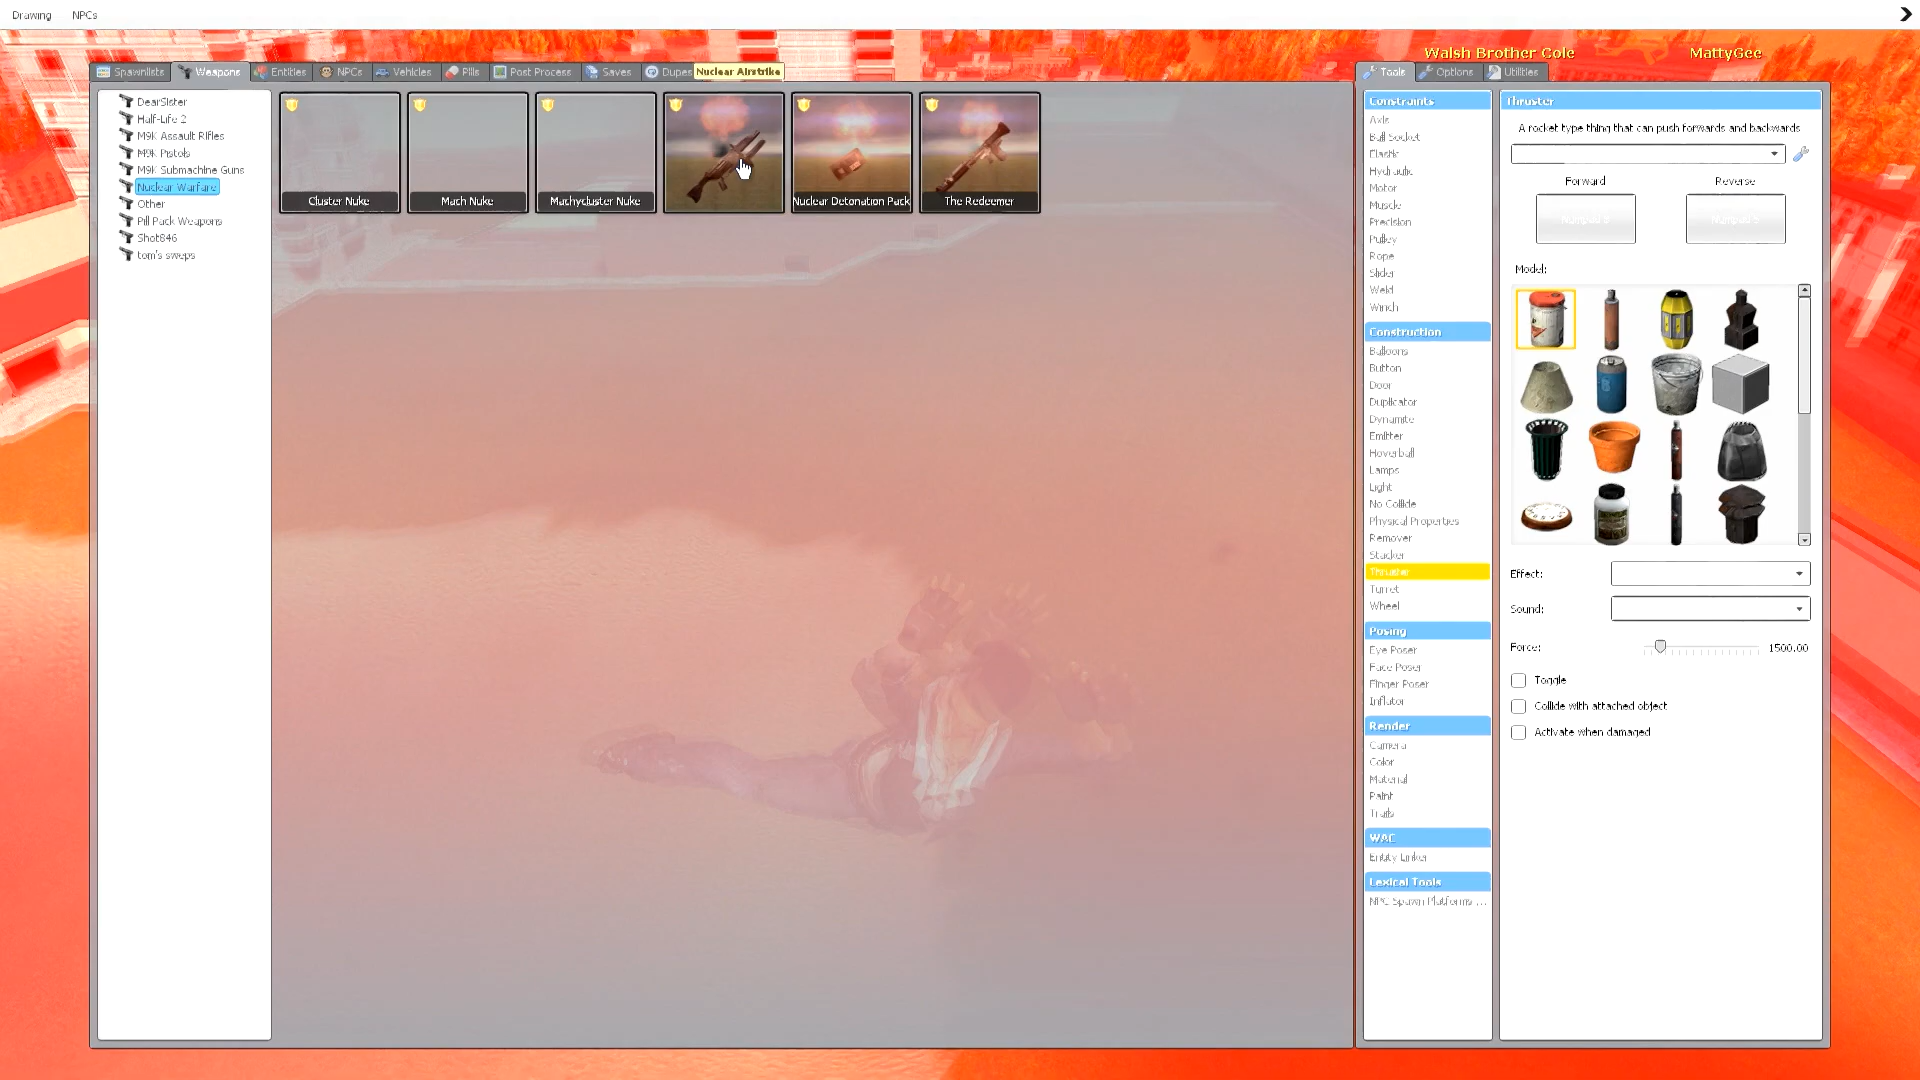 Drawing NPCs
Walsh Brother Cole MattyGee
Spawnlists Weapons Entities NPCs Vehicles Pills Post Process Saves Dupes Nuclear Airstrike
Tools Options Utilities
DearSister
Half-Life 2
M9K Assault Rifles
M9K Pistols
M9K Submachine Guns
Nuclear Warfare
Other
Pill Pack Weapons
Shot846
tom's sweps
Cluster Nuke
Mach Nuke
Machycluster Nuke
Nuclear Detonation Pack
The Redeemer
Constraints
Axis
Ball Socket
Elastic
Hydraulic
Motor
Muscle
Precision
Pulley
Rope
Slider
Weld
Winch
Construction
Balloons
Button
Door
Duplicator
Dynamite
Emitter
Hoverball
Lamps
Light
No Collide
Physical Properties
Remover
Stacker
Thruster
Turret
Wheel
Posing
Eye Poser
Face Poser
Finger Poser
Inflator
Render
Camera
Color
Material
Paint
Trails
WAC
Entity Linker
Lexical Tools
NPC Spawn Platforms ...
Thruster
A rocket type thing that can push forwards and backwards
Forward Reverse
Model:
Effect:
Sound:
Force: 1500.00
Toggle
Collide with attached object
Activate when damaged